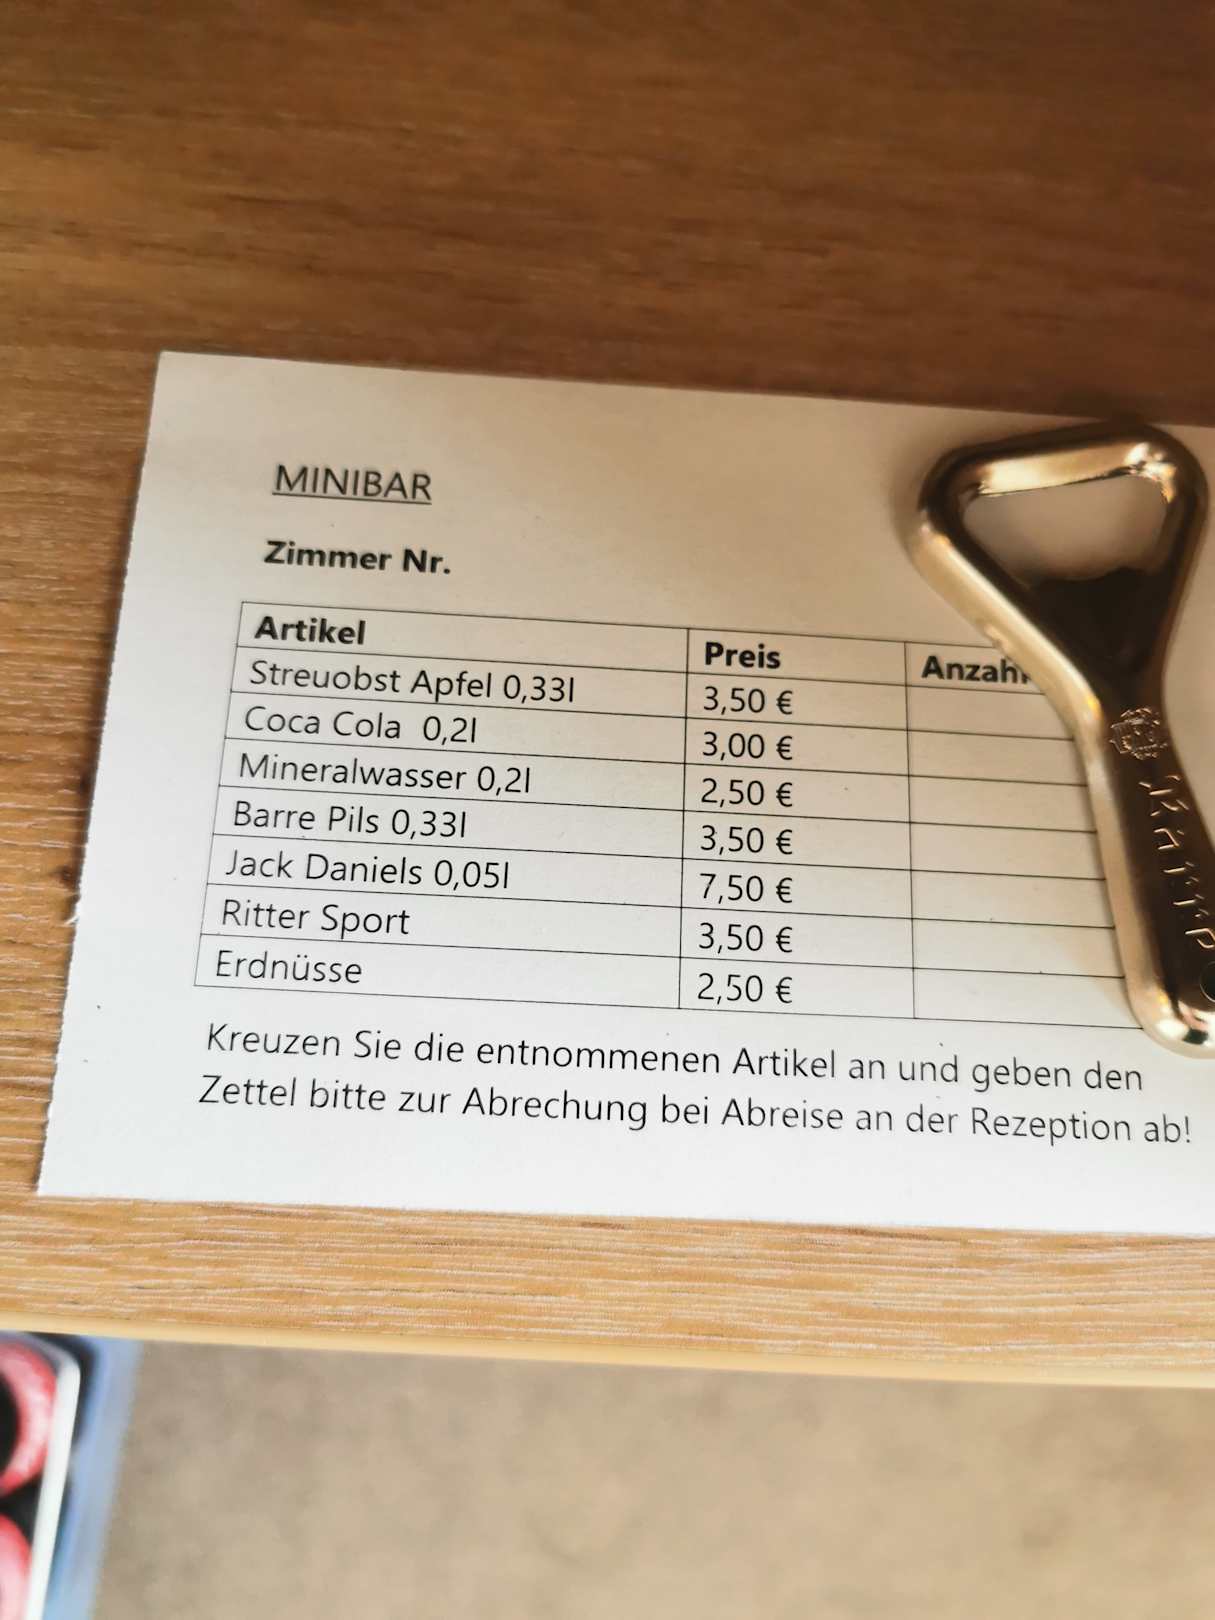 MINIBAR
Zimmer Nr.
Artikel Preis Anzahl
Streuobst Apfel 0,33l 3,50 €
Coca Cola 0,2l 3,00 €
Mineralwasser 0,2l 2,50 €
Barre Pils 0,33l 3,50 €
Jack Daniels 0,05l 7,50 €
Ritter Sport 3,50 €
Erdnüsse 2,50 €
Kreuzen Sie die entnommenen Artikel an und geben den
Zettel bitte zur Abrechung bei Abreise an der Rezeption ab!